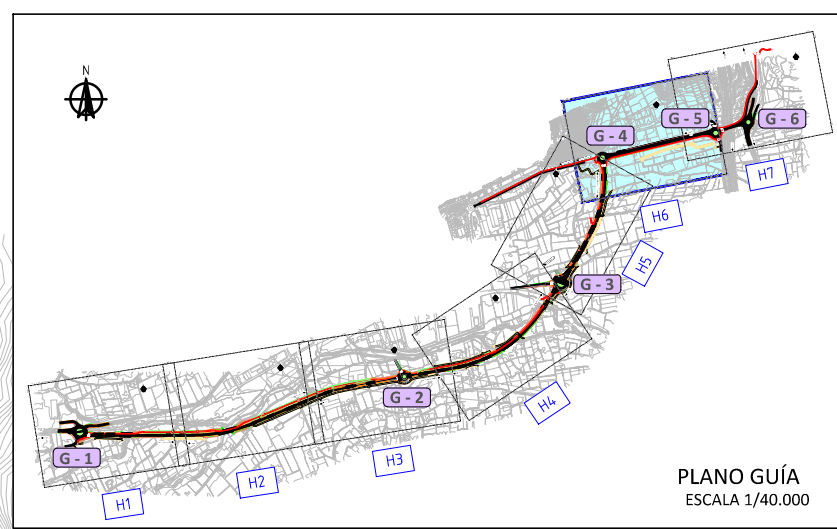 N
G - 4
G - 5
G - 6
H7
H6
H5
G - 3
G - 2
H4
G - 1
H3
H2
H1
PLANO GUÍA
ESCALA 1/40.000